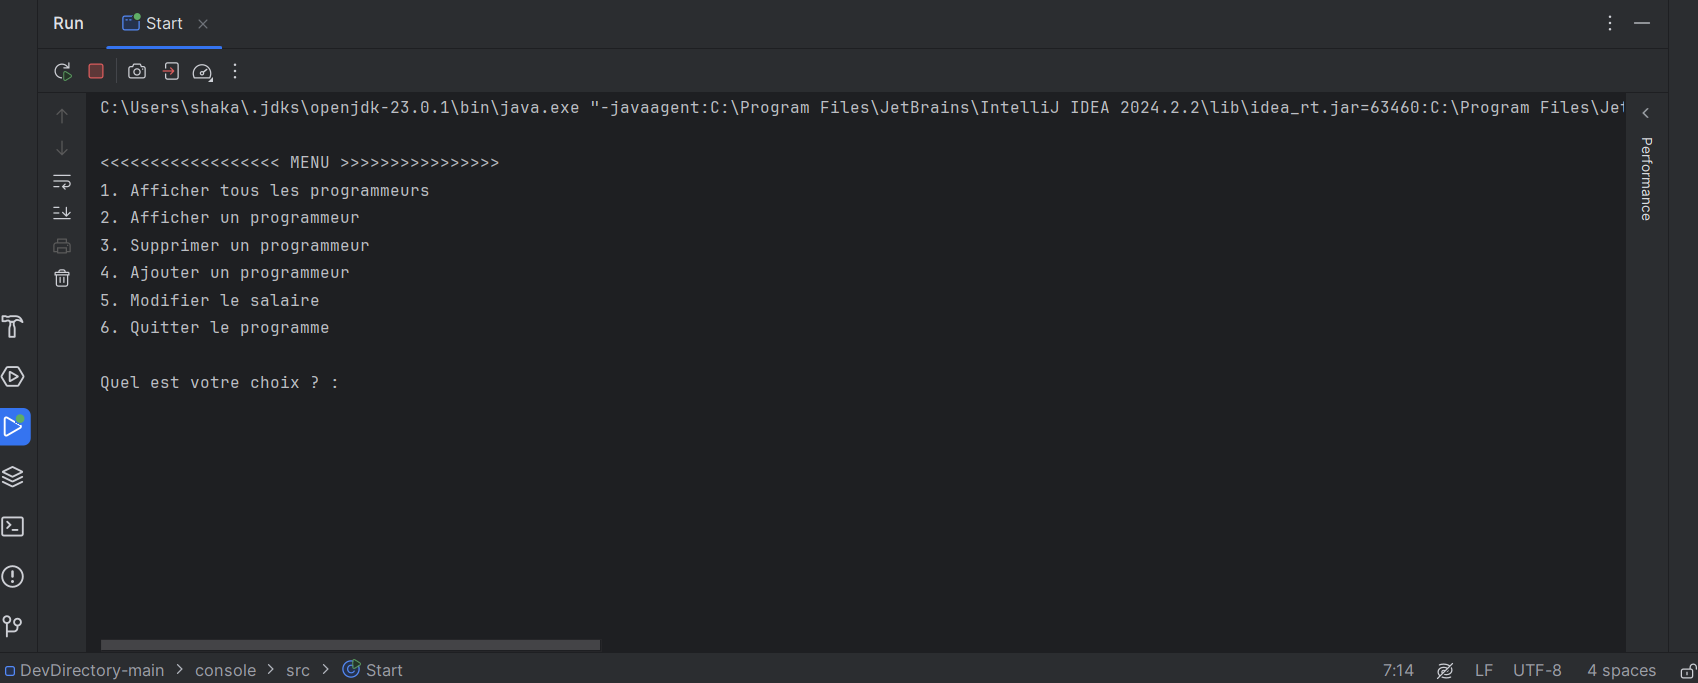 Run Start
C:\Users\shaka\.jdks\openjdk-23.0.1\bin\java.exe "-javaagent:C:\Program Files\JetBrains\IntelliJ IDEA 2024.2.2\lib\idea_rt.jar=63460:C:\Program Files\Jet
<<<<<<<<<<<<<<<<<< MENU >>>>>>>>>>>>>>>>
1. Afficher tous les programmeurs
2. Afficher un programmeur
3. Supprimer un programmeur
4. Ajouter un programmeur
5. Modifier le salaire
6. Quitter le programme
Quel est votre choix ? :
Performance
DevDirectory-main > console > src > Start 7:14 LF UTF-8 4 spaces